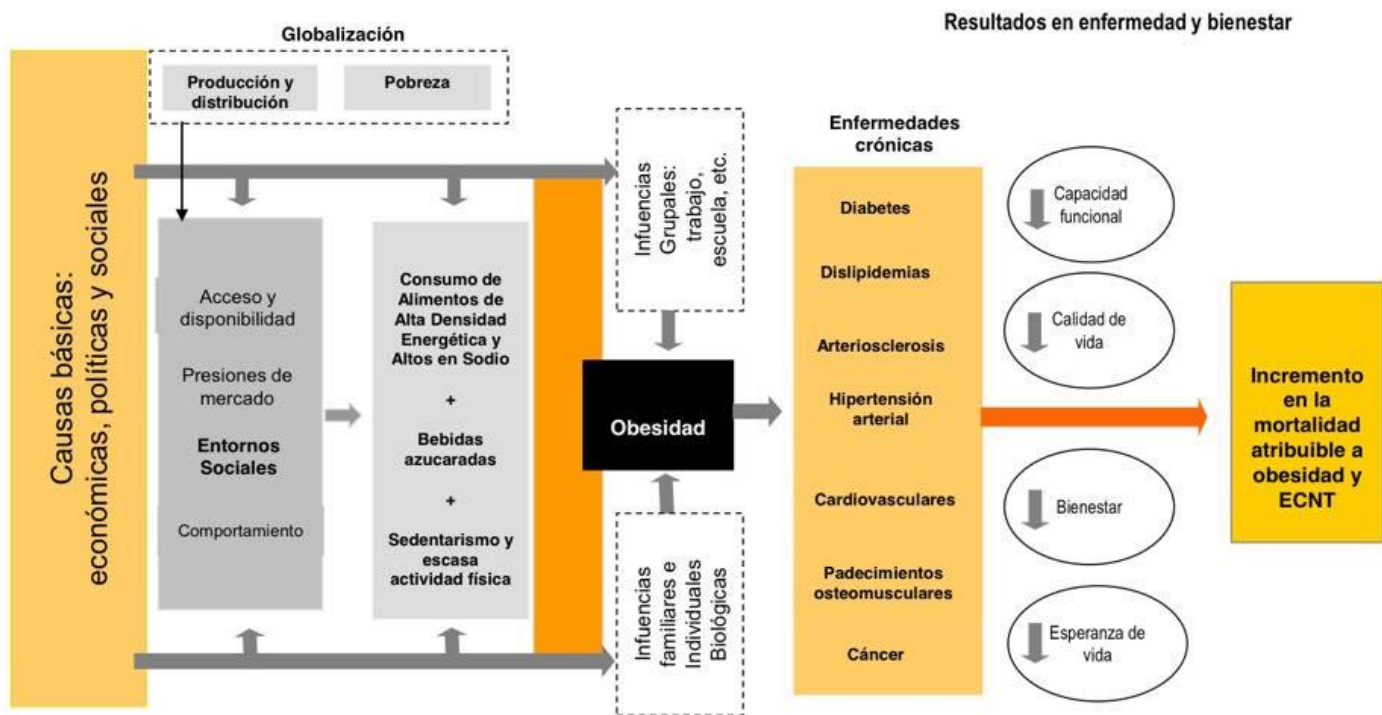 Resultados en enfermedad y bienestar
Globalización
Producción y
distribución
Pobreza
Causas básicas:
económicas, políticas y sociales
Acceso y
disponibilidad
Presiones de
mercado
Entornos
Sociales
Comportamiento
Consumo de
Alimentos de
Alta Densidad
Energética y
Altos en Sodio
+
Bebidas
azucaradas
+
Sedentarismo y
escasa
actividad física
Infuencias
Grupales:
trabajo,
escuela, etc.
Obesidad
Infuencias
familiares e
Individuales
Biológicas
Enfermedades
crónicas
Diabetes
Dislipidemias
Arteriosclerosis
Hipertensión
arterial
Cardiovasculares
Padecimientos
osteomusculares
Cáncer
Capacidad
funcional
Calidad de
vida
Bienestar
Esperanza de
vida
Incremento
en la
mortalidad
atribuible a
obesidad y
ECNT